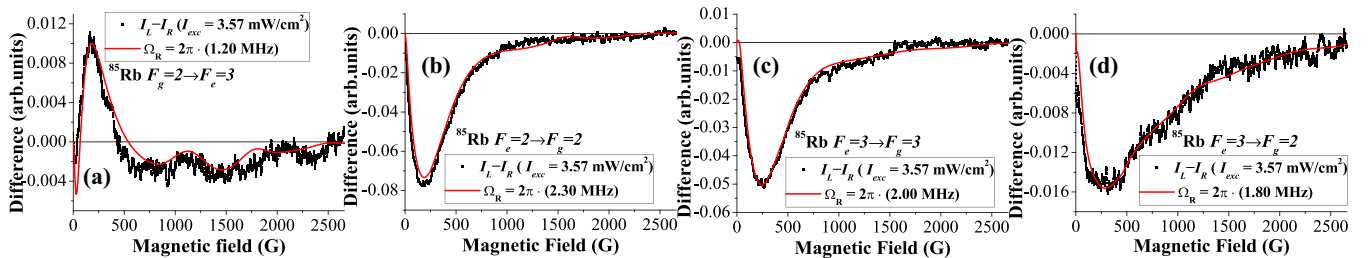 Difference (arb.units)
0.012
0.008
0.004
0.000
-0.004
I_L−I_R ( I_exc = 3.57 mW/cm²)
Ω_R = 2π · (1.20 MHz)
⁸⁵Rb F_g=2→F_e=3
(a)
0 500 1000 1500 2000 2500
Magnetic field (G)
Difference (arb.units)
0.00
-0.02
-0.04
-0.06
-0.08
(b)
⁸⁵Rb F_e=2→F_g=2
I_L−I_R ( I_exc = 3.57 mW/cm²)
Ω_R = 2π · (2.30 MHz)
0 500 1000 1500 2000 2500
Magnetic Field (G)
Difference (arb.units)
0.01
0.00
-0.01
-0.02
-0.03
-0.04
-0.05
-0.06
(c)
⁸⁵Rb F_e=3→F_g=3
I_L−I_R ( I_exc = 3.57 mW/cm²)
Ω_R = 2π · (2.00 MHz)
0 500 1000 1500 2000 2500
Magnetic Field (G)
Difference (arb.units)
0.000
-0.004
-0.008
-0.012
-0.016
(d)
⁸⁵Rb F_e=3→F_g=2
I_L−I_R ( I_exc = 3.57 mW/cm²)
Ω_R = 2π · (1.80 MHz)
0 500 1000 1500 2000 2500
Magnetic Field (G)